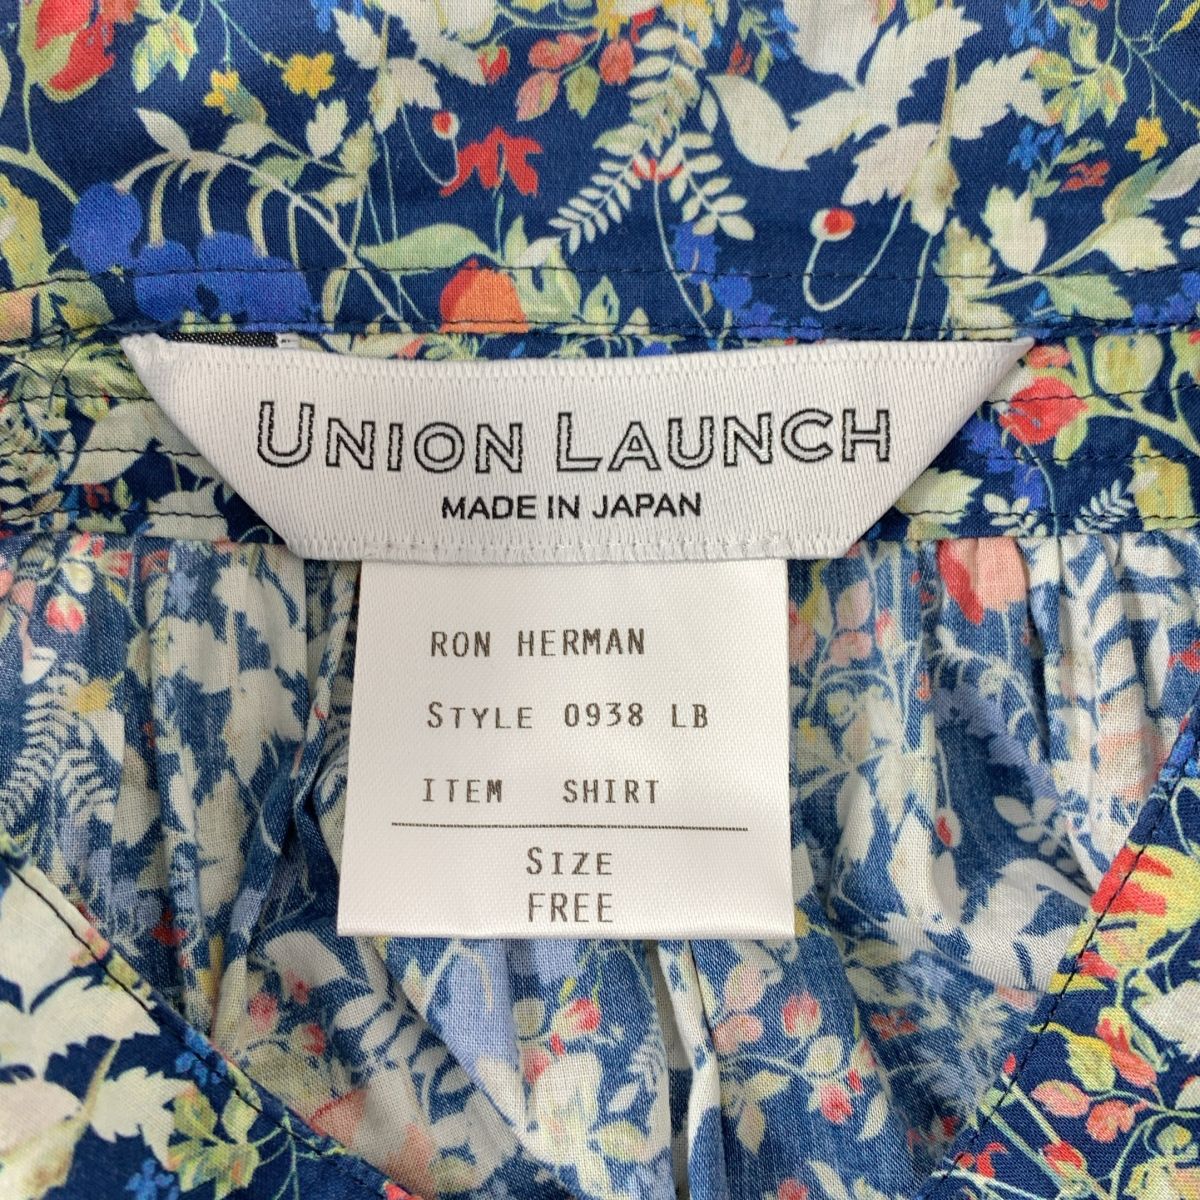 UNION LAUNCH
MADE IN JAPAN
RON HERMAN
STYLE 0938 LB
ITEM SHIRT
SIZE
FREE